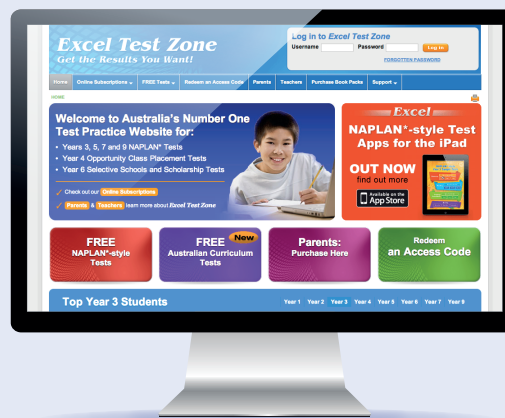 Excel Test Zone
Get the Results You Want!
Log in to Excel Test Zone
Username Password Log In
FORGOTTEN PASSWORD
Home Online Subscriptions FREE Tests Redeem an Access Code Parents Teachers Purchase Book Packs Support
HOME
Welcome to Australia's Number One
Test Practice Website for:
• Years 3, 5, 7 and 9 NAPLAN* Tests
• Year 4 Opportunity Class Placement Tests
• Year 6 Selective Schools and Scholarship Tests
✓ Check out our Online Subscriptions
✓ Parents & Teachers learn more about Excel Test Zone
Excel
NAPLAN*-style Test
Apps for the iPad
OUT NOW
find out more
Available on the
App Store
FREE
NAPLAN*-style
Tests
FREE New
Australian Curriculum
Tests
Parents:
Purchase Here
Redeem
an Access Code
Top Year 3 Students
Year 1 Year 2 Year 3 Year 4 Year 5 Year 6 Year 7 Year 9